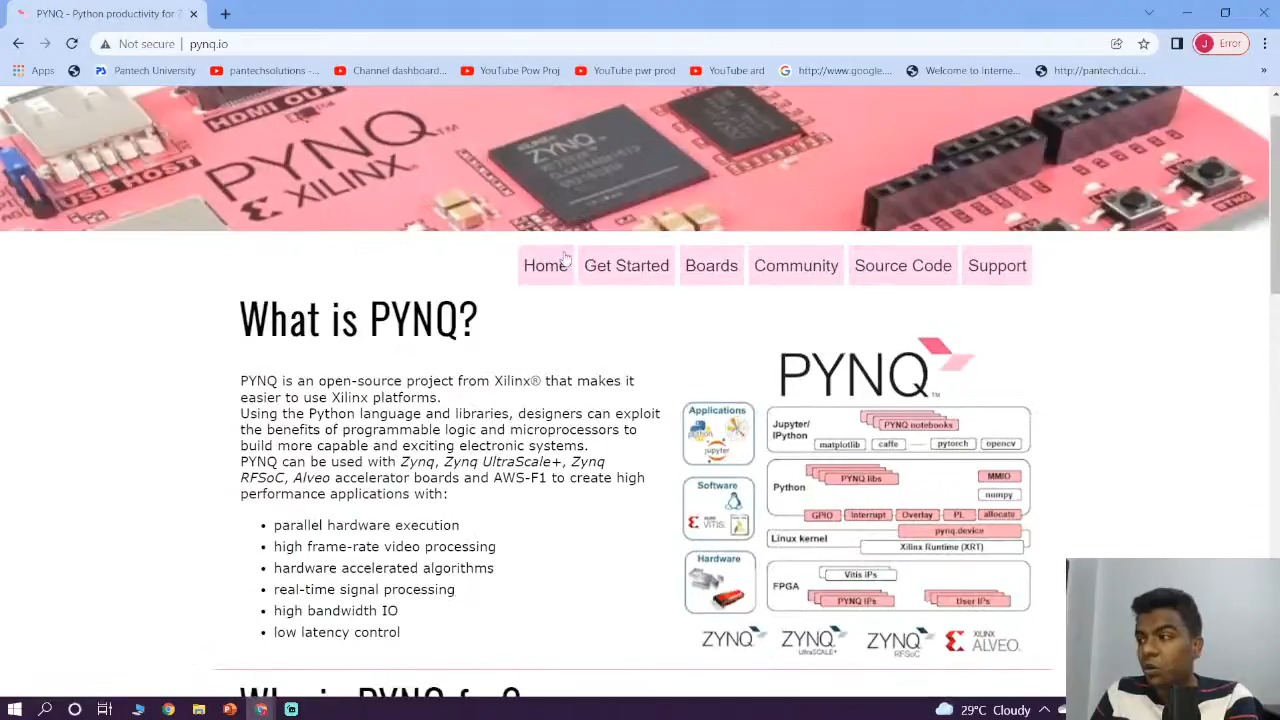 PYNQ - Python productivity for
Not secure | pynq.io
Error
Apps
Pantech University
pantechsolutions -...
Channel dashboard...
YouTube Pow Proj
YouTube pwr prod
YouTube ard
http://www.google....
Welcome to Interne...
http://pantech.dci.i...
»
HDMI OUT
USB HOST
PYNQ™
XILINX
ZYNQ
Home
Get Started
Boards
Community
Source Code
Support
What is PYNQ?
PYNQ is an open-source project from Xilinx® that makes it
easier to use Xilinx platforms.
Using the Python language and libraries, designers can exploit
the benefits of programmable logic and microprocessors to
build more capable and exciting electronic systems.
PYNQ can be used with Zynq, Zynq UltraScale+, Zynq
RFSoC, Alveo accelerator boards and AWS-F1 to create high
performance applications with:
• parallel hardware execution
• high frame-rate video processing
• hardware accelerated algorithms
• real-time signal processing
• high bandwidth IO
• low latency control
PYNQ™
Applications
python
jupyter
Software
XILINX VITIS
Hardware
Jupyter/
IPython
PYNQ notebooks
matplotlib
caffe
pytorch
opencv
Python
PYNQ libs
MMIO
numpy
GPIO
Interrupt
Overlay
PL
allocate
Linux kernel
pynq.device
Xilinx Runtime (XRT)
FPGA
Vitis IPs
PYNQ IPs
User IPs
ZYNQ
ZYNQ
UltraSCALE+
ZYNQ
RFSoC
XILINX
ALVEO
29°C Cloudy